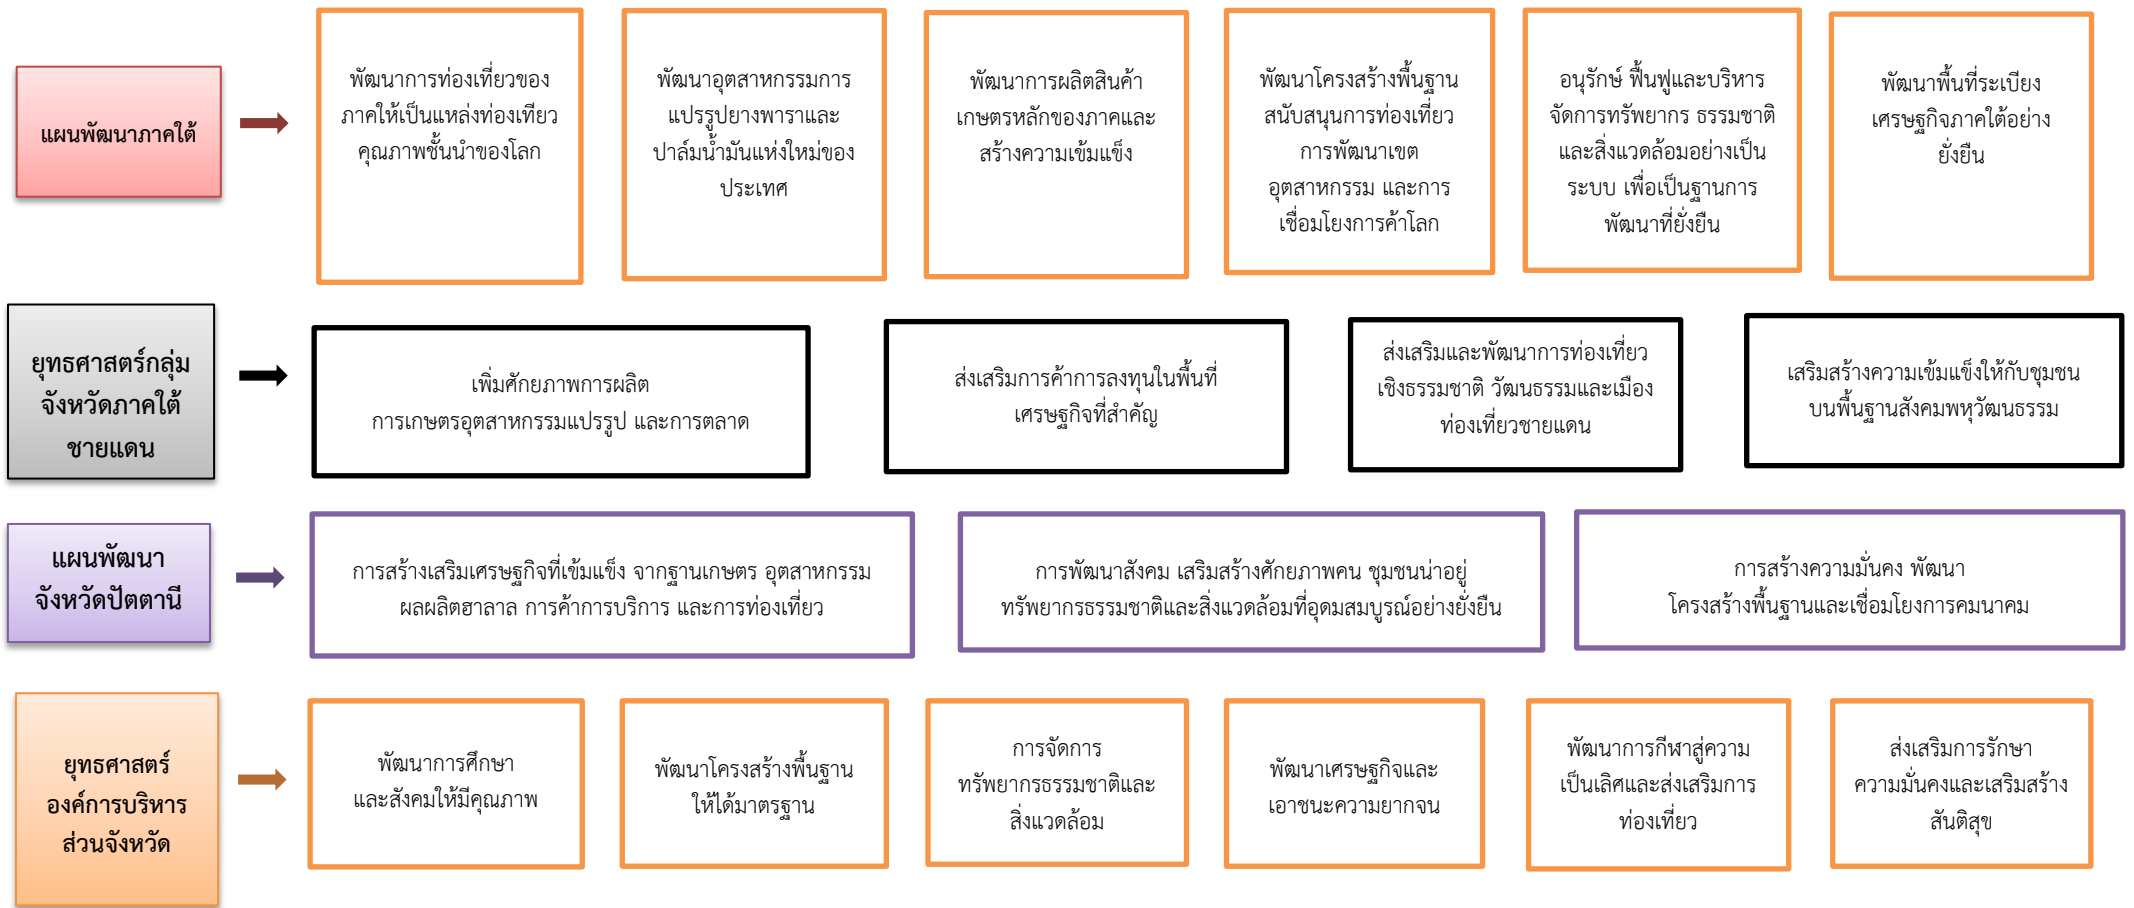 แผนพัฒนาภาคใต้
พัฒนาการท่องเที่ยวของ
ภาคให้เป็นแหล่งท่องเทียว
คุณภาพชั้นนำของโลก
พัฒนาอุตสาหกรรมการ
แปรรูปยางพาราและ
ปาล์มน้ำมันแห่งใหม่ของ
ประเทศ
พัฒนาการผลิตสินค้า
เกษตรหลักของภาคและ
สร้างความเข้มแข็ง
พัฒนาโครงสร้างพื้นฐาน
สนับสนุนการท่องเที่ยว
การพัฒนาเขต
อุตสาหกรรม และการ
เชื่อมโยงการค้าโลก
อนุรักษ์ ฟื้นฟูและบริหาร
จัดการทรัพยากร ธรรมชาติ
และสิ่งแวดล้อมอย่างเป็น
ระบบ เพื่อเป็นฐานการ
พัฒนาที่ยั่งยืน
พัฒนาพื้นที่ระเบียง
เศรษฐกิจภาคใต้อย่าง
ยั่งยืน
ยุทธศาสตร์กลุ่ม
จังหวัดภาคใต้
ชายแดน
เพิ่มศักยภาพการผลิต
การเกษตรอุตสาหกรรมแปรรูป และการตลาด
ส่งเสริมการค้าการลงทุนในพื้นที่
เศรษฐกิจที่สำคัญ
ส่งเสริมและพัฒนาการท่องเที่ยว
เชิงธรรมชาติ วัฒนธรรมและเมือง
ท่องเที่ยวชายแดน
เสริมสร้างความเข้มแข็งให้กับชุมชน
บนพื้นฐานสังคมพหุวัฒนธรรม
แผนพัฒนา
จังหวัดปัตตานี
การสร้างเสริมเศรษฐกิจที่เข้มแข็ง จากฐานเกษตร อุตสาหกรรม
ผลผลิตฮาลาล การค้าการบริการ และการท่องเที่ยว
การพัฒนาสังคม เสริมสร้างศักยภาพคน ชุมชนน่าอยู่
ทรัพยากรธรรมชาติและสิ่งแวดล้อมที่อุดมสมบูรณ์อย่างยั่งยืน
การสร้างความมั่นคง พัฒนา
โครงสร้างพื้นฐานและเชื่อมโยงการคมนาคม
ยุทธศาสตร์
องค์การบริหาร
ส่วนจังหวัด
พัฒนาการศึกษา
และสังคมให้มีคุณภาพ
พัฒนาโครงสร้างพื้นฐาน
ให้ได้มาตรฐาน
การจัดการ
ทรัพยากรธรรมชาติและ
สิ่งแวดล้อม
พัฒนาเศรษฐกิจและ
เอาชนะความยากจน
พัฒนาการกีฬาสู่ความ
เป็นเลิศและส่งเสริมการ
ท่องเที่ยว
ส่งเสริมการรักษา
ความมั่นคงและเสริมสร้าง
สันติสุข